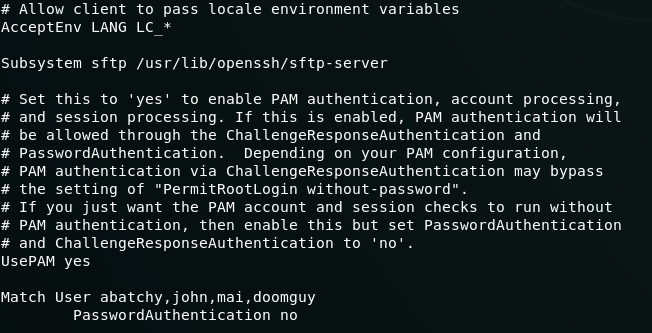 # Allow client to pass locale environment variables
AcceptEnv LANG LC_*
Subsystem sftp /usr/lib/openssh/sftp-server
# Set this to 'yes' to enable PAM authentication, account processing,
# and session processing. If this is enabled, PAM authentication will
# be allowed through the ChallengeResponseAuthentication and
# PasswordAuthentication.  Depending on your PAM configuration,
# PAM authentication via ChallengeResponseAuthentication may bypass
# the setting of "PermitRootLogin without-password".
# If you just want the PAM account and session checks to run without
# PAM authentication, then enable this but set PasswordAuthentication
# and ChallengeResponseAuthentication to 'no'.
UsePAM yes
Match User abatchy,john,mai,doomguy
        PasswordAuthentication no